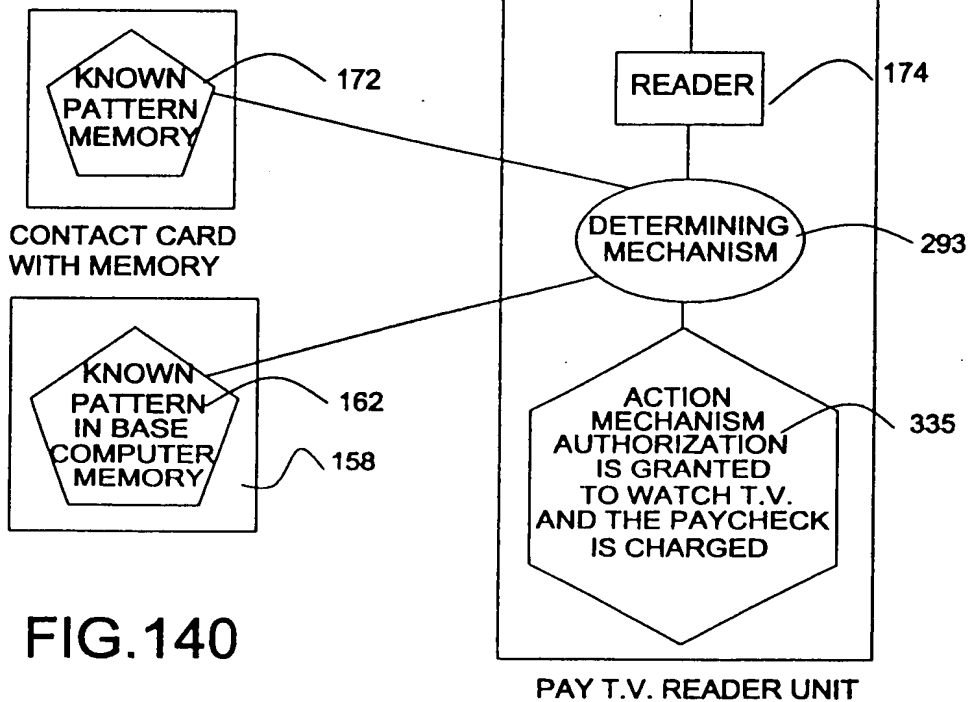 KNOWN
PATTERN
MEMORY
172
CONTACT CARD
WITH MEMORY
KNOWN
PATTERN
IN BASE
COMPUTER
MEMORY
162
158
FIG.140
READER
174
DETERMINING
MECHANISM
293
ACTION
MECHANISM
AUTHORIZATION
IS GRANTED
TO WATCH T.V.
AND THE PAYCHECK
IS CHARGED
335
PAY T.V. READER UNIT